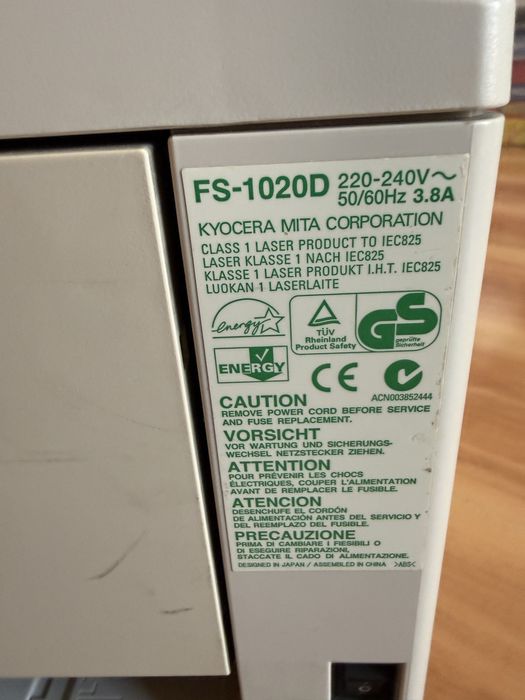 FS-1020D 220-240V~
50/60Hz 3.8A
KYOCERA MITA CORPORATION
CLASS 1 LASER PRODUCT TO IEC825
LASER KLASSE 1 NACH IEC825
KLASSE 1 LASER PRODUKT I.H.T. IEC825
LUOKAN 1 LASERLAITE
energy
TÜV
Rheinland
Product Safety
GS
geprüfte
Sicherheit
ENERGY
CE
ACN003852444
CAUTION
REMOVE POWER CORD BEFORE SERVICE
AND FUSE REPLACEMENT.
VORSICHT
VOR WARTUNG UND SICHERUNGS-
WECHSEL NETZSTECKER ZIEHEN.
ATTENTION
POUR PRÉVENIR LES CHOCS
ÉLECTRIQUES, COUPER L'ALIMENTATION
AVANT DE REMPLACER LE FUSIBLE.
ATENCION
DESENCHUFE EL CORDÓN
DE ALIMENTACIÓN ANTES DEL SERVICIO Y
DEL REEMPLAZO DEL FUSIBLE.
PRECAUZIONE
PRIMA DI CAMBIARE I FIESIBILI O
DI ESEGUIRE RIPARAZIONI,
STACCATE IL CADO DI ALIMENTAZIONE.
DESIGNED IN JAPAN / ASSEMBLED IN CHINA >ABS<